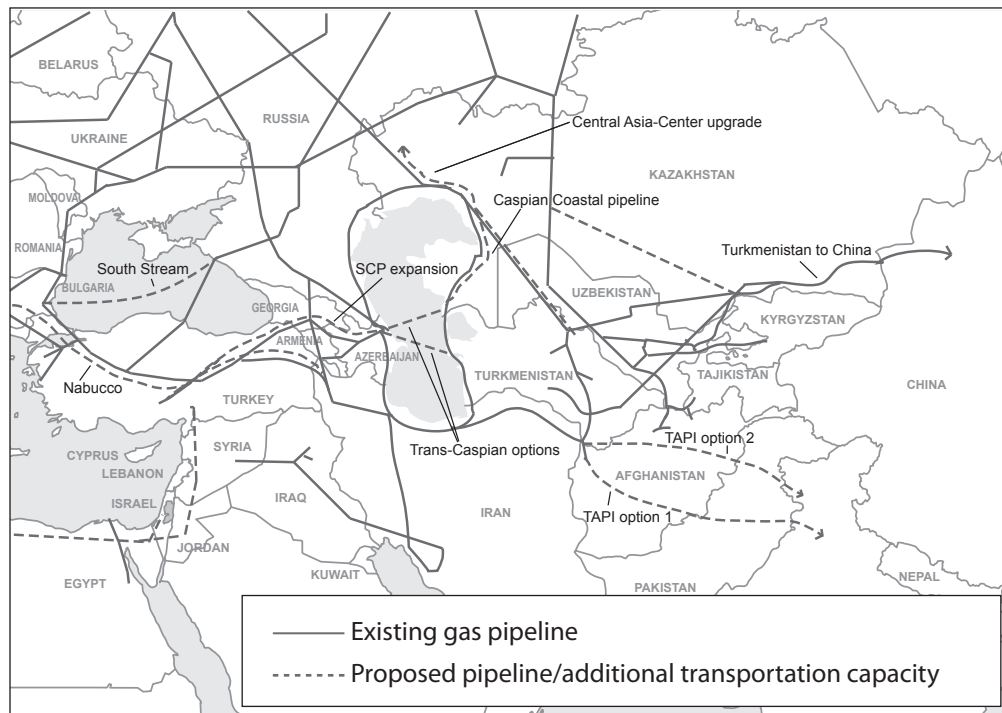 BELARUS
RUSSIA
UKRAINE
Central Asia-Center upgrade
KAZAKHSTAN
MOLDOVA
Caspian Coastal pipeline
ROMANIA
Turkmenistan to China
South Stream
SCP expansion
BULGARIA
UZBEKISTAN
GEORGIA
KYRGYZSTAN
ARMENIA
AZERBAIJAN
TURKMENISTAN
TAJIKISTAN
CHINA
Nabucco
TURKEY
TAPI option 2
Trans-Caspian options
SYRIA
CYPRUS
LEBANON
AFGHANISTAN
IRAQ
ISRAEL
IRAN
TAPI option 1
JORDAN
KUWAIT
EGYPT
PAKISTAN
NEPAL
Existing gas pipeline
Proposed pipeline/additional transportation capacity